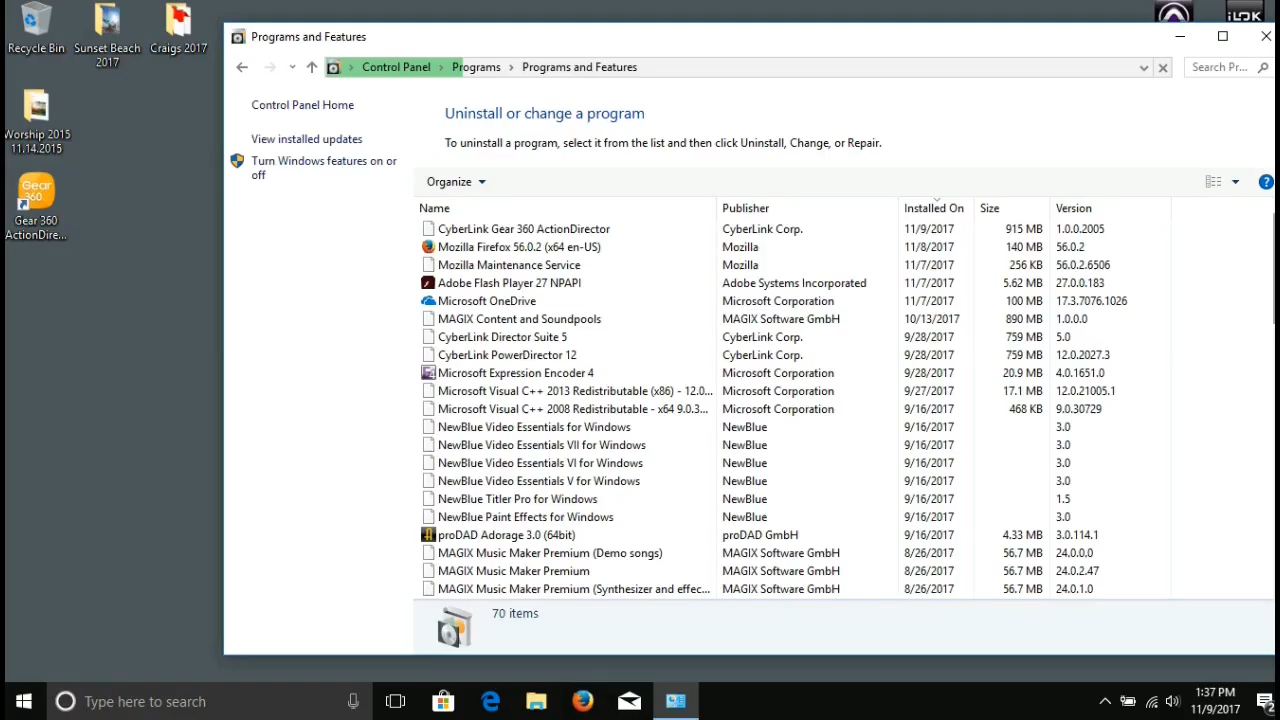 Recycle Bin
Sunset Beach
2017
Craigs 2017
Worship 2015
11.14.2015
Gear
360
Gear 360
ActionDire...
iLOK
Programs and Features
Control Panel > Programs > Programs and Features
Search Pr...
Control Panel Home
View installed updates
Turn Windows features on or
off
Uninstall or change a program
To uninstall a program, select it from the list and then click Uninstall, Change, or Repair.
Organize
Name Publisher Installed On Size Version
CyberLink Gear 360 ActionDirector CyberLink Corp. 11/9/2017 915 MB 1.0.0.2005
Mozilla Firefox 56.0.2 (x64 en-US) Mozilla 11/8/2017 140 MB 56.0.2
Mozilla Maintenance Service Mozilla 11/7/2017 256 KB 56.0.2.6506
Adobe Flash Player 27 NPAPI Adobe Systems Incorporated 11/7/2017 5.62 MB 27.0.0.183
Microsoft OneDrive Microsoft Corporation 11/7/2017 100 MB 17.3.7076.1026
MAGIX Content and Soundpools MAGIX Software GmbH 10/13/2017 890 MB 1.0.0.0
CyberLink Director Suite 5 CyberLink Corp. 9/28/2017 759 MB 5.0
CyberLink PowerDirector 12 CyberLink Corp. 9/28/2017 759 MB 12.0.2027.3
Microsoft Expression Encoder 4 Microsoft Corporation 9/28/2017 20.9 MB 4.0.1651.0
Microsoft Visual C++ 2013 Redistributable (x86) - 12.0... Microsoft Corporation 9/27/2017 17.1 MB 12.0.21005.1
Microsoft Visual C++ 2008 Redistributable - x64 9.0.3... Microsoft Corporation 9/16/2017 468 KB 9.0.30729
NewBlue Video Essentials for Windows NewBlue 9/16/2017 3.0
NewBlue Video Essentials VII for Windows NewBlue 9/16/2017 3.0
NewBlue Video Essentials VI for Windows NewBlue 9/16/2017 3.0
NewBlue Video Essentials V for Windows NewBlue 9/16/2017 3.0
NewBlue Titler Pro for Windows NewBlue 9/16/2017 1.5
NewBlue Paint Effects for Windows NewBlue 9/16/2017 3.0
proDAD Adorage 3.0 (64bit) proDAD GmbH 9/16/2017 4.33 MB 3.0.114.1
MAGIX Music Maker Premium (Demo songs) MAGIX Software GmbH 8/26/2017 56.7 MB 24.0.0.0
MAGIX Music Maker Premium MAGIX Software GmbH 8/26/2017 56.7 MB 24.0.2.47
MAGIX Music Maker Premium (Synthesizer and effec... MAGIX Software GmbH 8/26/2017 56.7 MB 24.0.1.0
70 items
Type here to search
1:37 PM
11/9/2017
2